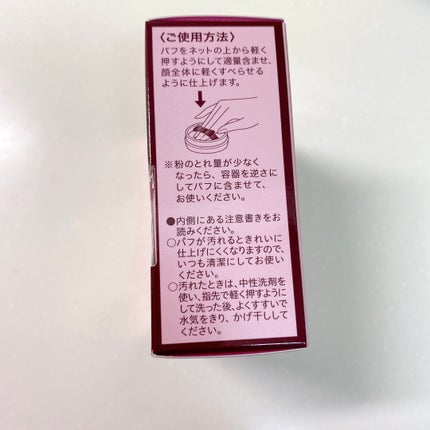 〈ご使用方法〉
パフをネットの上から軽く
押すようにして適量含ませ、
顔全体に軽くすべらせる
ように仕上げます。
※粉のとれ量が少なく
なったら、容器を逆さに
してパフに含ませて、
お使いください。
●内側にある注意書きをお
読みください。
○パフが汚れるときれいに
仕上げにくくなりますので、
いつも清潔にしてお使い
ください。
○汚れたときは、中性洗剤を
使い、指先で軽く押すように
して洗った後、よくすすいで
水気をきり、かげ干しして
ください。